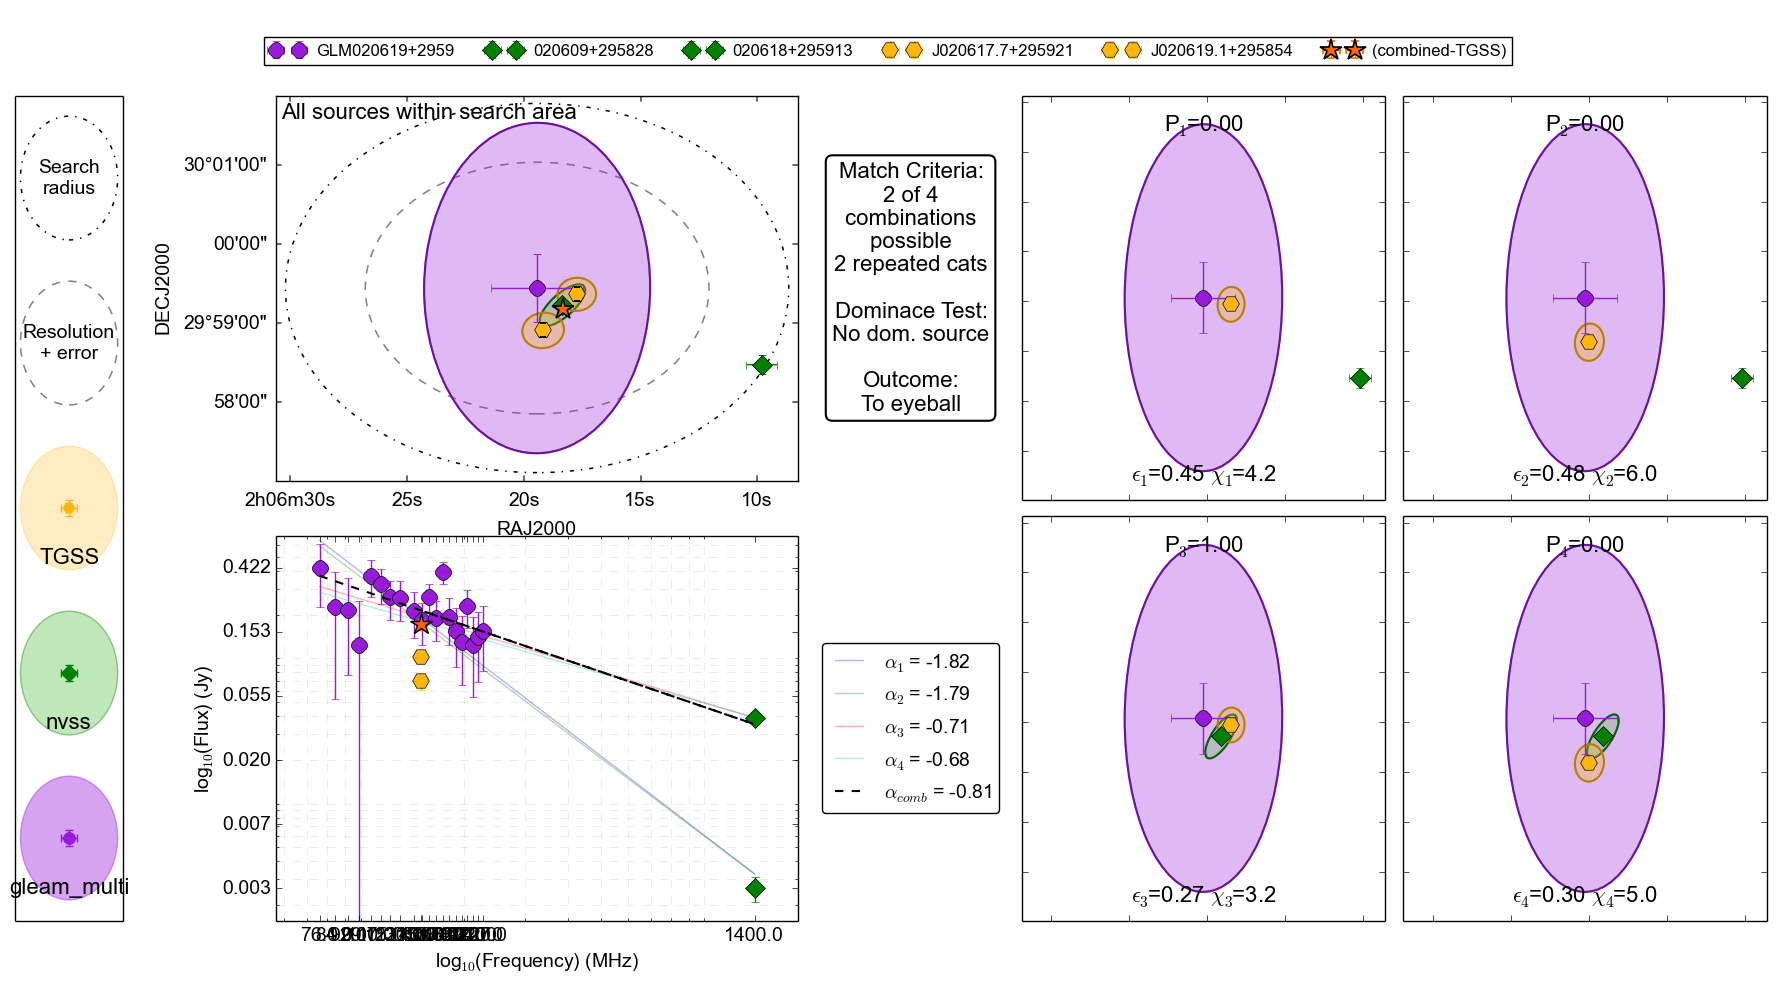 GLM020619+2959 020609+295828 020618+295913 J020617.7+295921 J020619.1+295854 (combined-TGSS)
Search
radius
Resolution
+ error
TGSS
nvss
gleam_multi
All sources within search area
DECJ2000
30°01'00"
00'00"
29°59'00"
58'00"
2h06m30s 25s 20s 15s 10s
RAJ2000
Match Criteria:
2 of 4
combinations
possible
2 repeated cats
Dominace Test:
No dom. source
Outcome:
To eyeball
P₁=0.00
ϵ₁=0.45 χ₁=4.2
P₂=0.00
ϵ₂=0.48 χ₂=6.0
P₃=1.00
ϵ₃=0.27 χ₃=3.2
P₄=0.00
ϵ₄=0.30 χ₄=5.0
log₁₀(Flux) (Jy)
0.422
0.153
0.055
0.020
0.007
0.003
1400.0
log₁₀(Frequency) (MHz)
α₁ = -1.82
α₂ = -1.79
α₃ = -0.71
α₄ = -0.68
α_comb = -0.81